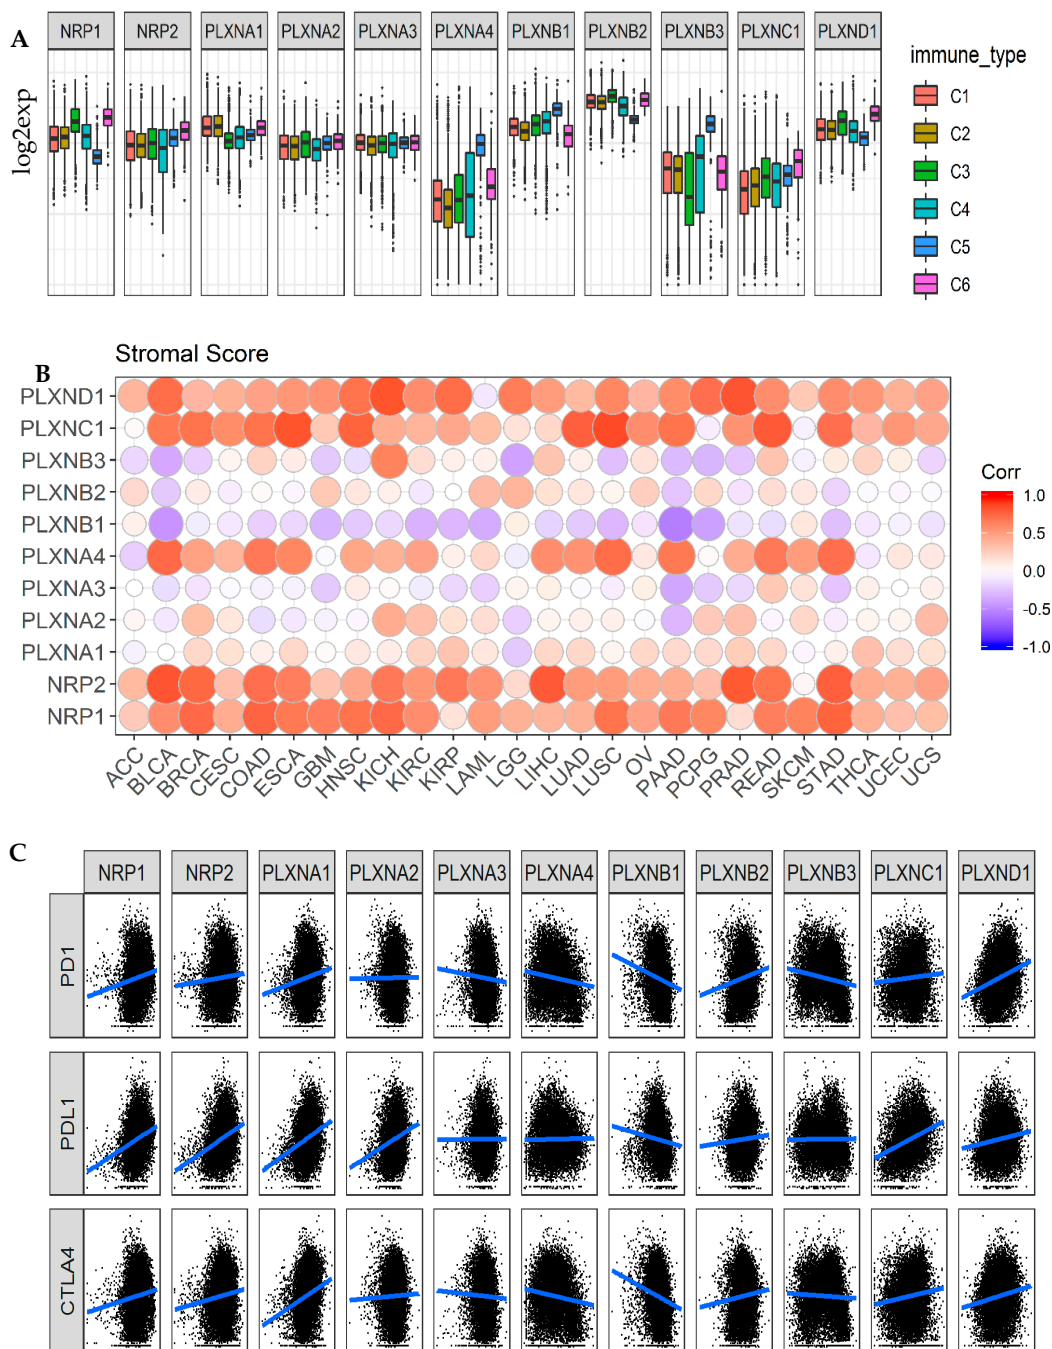 A
NRP1 NRP2 PLXNA1 PLXNA2 PLXNA3 PLXNA4 PLXNB1 PLXNB2 PLXNB3 PLXNC1 PLXND1
log2exp
immune_type
C1
C2
C3
C4
C5
C6
Stromal Score
B
PLXND1
PLXNC1
PLXNB3
PLXNB2
PLXNB1
PLXNA4
PLXNA3
PLXNA2
PLXNA1
NRP2
NRP1
ACC BLCA BRCA CESC COAD ESCA GBM HNSC KICH KIRC KIRP LAML LGG LIHC LUAD LUSC OV PAAD PCPG PRAD READ SKCM STAD THCA UCEC UCS
Corr
1.0
0.5
0.0
-0.5
-1.0
C
NRP1 NRP2 PLXNA1 PLXNA2 PLXNA3 PLXNA4 PLXNB1 PLXNB2 PLXNB3 PLXNC1 PLXND1
PD1
PDL1
CTLA4